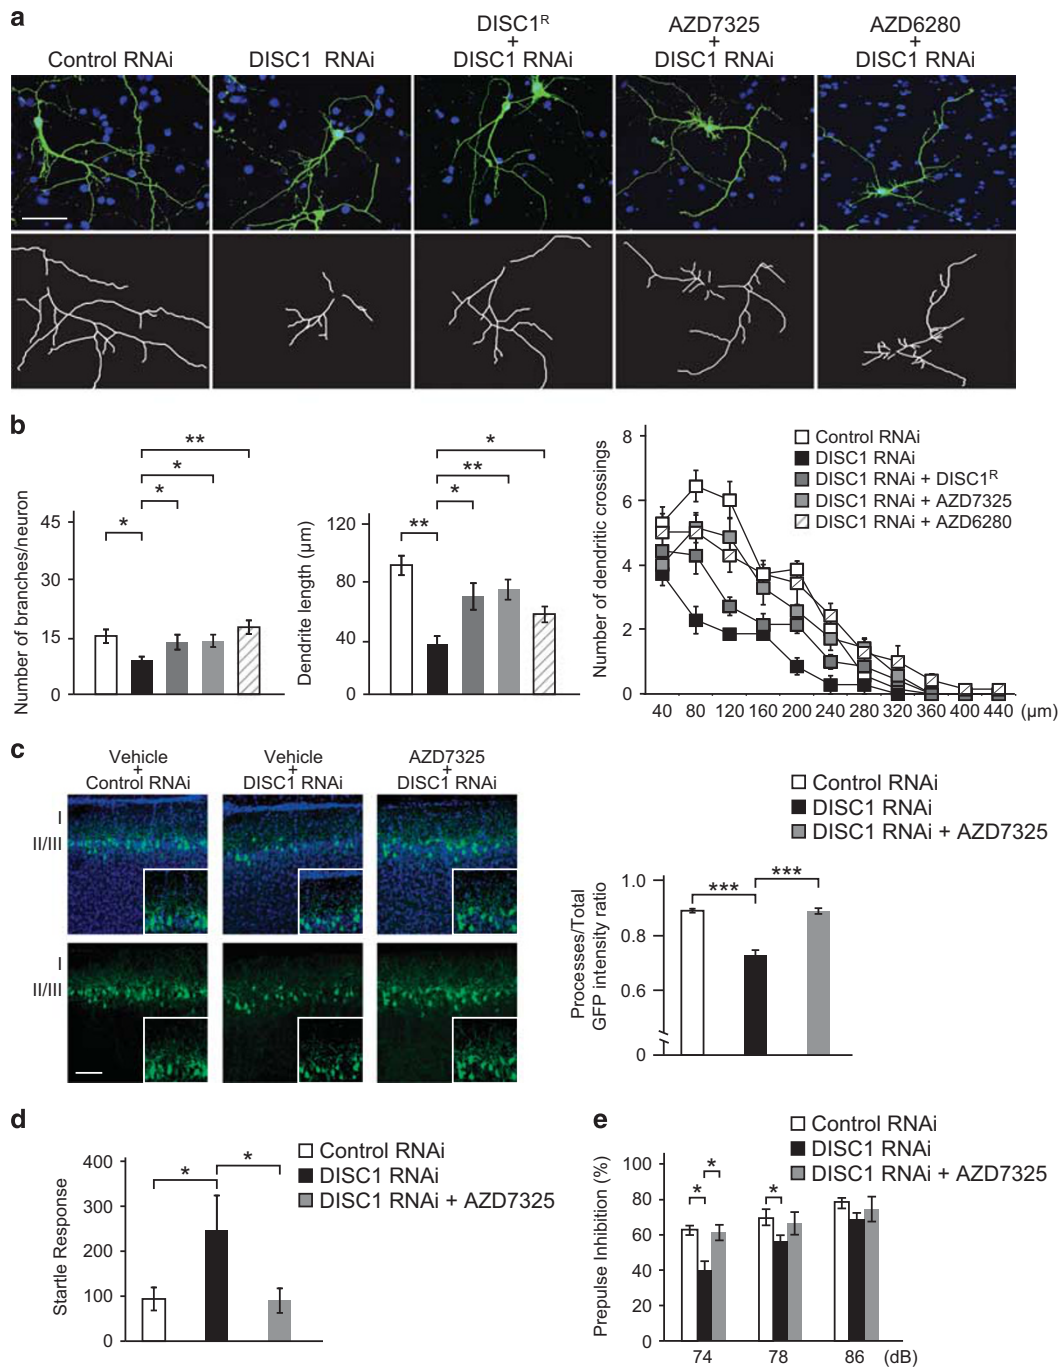 a
Control RNAi
DISC1 RNAi
DISC1ᴿ
+
DISC1 RNAi
AZD7325
+
DISC1 RNAi
AZD6280
+
DISC1 RNAi
b
Number of branches/neuron
45
30
15
0
*
*
*
**
Dendrite length (µm)
120
80
40
0
**
*
**
*
Number of dendritic crossings
8
6
4
2
0
40 80 120 160 200 240 280 320 360 400 440 (µm)
Control RNAi
DISC1 RNAi
DISC1 RNAi + DISC1ᴿ
DISC1 RNAi + AZD7325
DISC1 RNAi + AZD6280
c
Vehicle
+
Control RNAi
Vehicle
+
DISC1 RNAi
AZD7325
+
DISC1 RNAi
I
II/III
I
II/III
Control RNAi
DISC1 RNAi
DISC1 RNAi + AZD7325
Processes/Total
GFP intensity ratio
1.0
0.8
0.6
0
***
***
d
Control RNAi
DISC1 RNAi
DISC1 RNAi + AZD7325
Startle Response
400
300
200
100
0
*
*
e
Control RNAi
DISC1 RNAi
DISC1 RNAi + AZD7325
Prepulse Inhibition (%)
100
80
60
40
20
0
*
*
*
74 78 86 (dB)